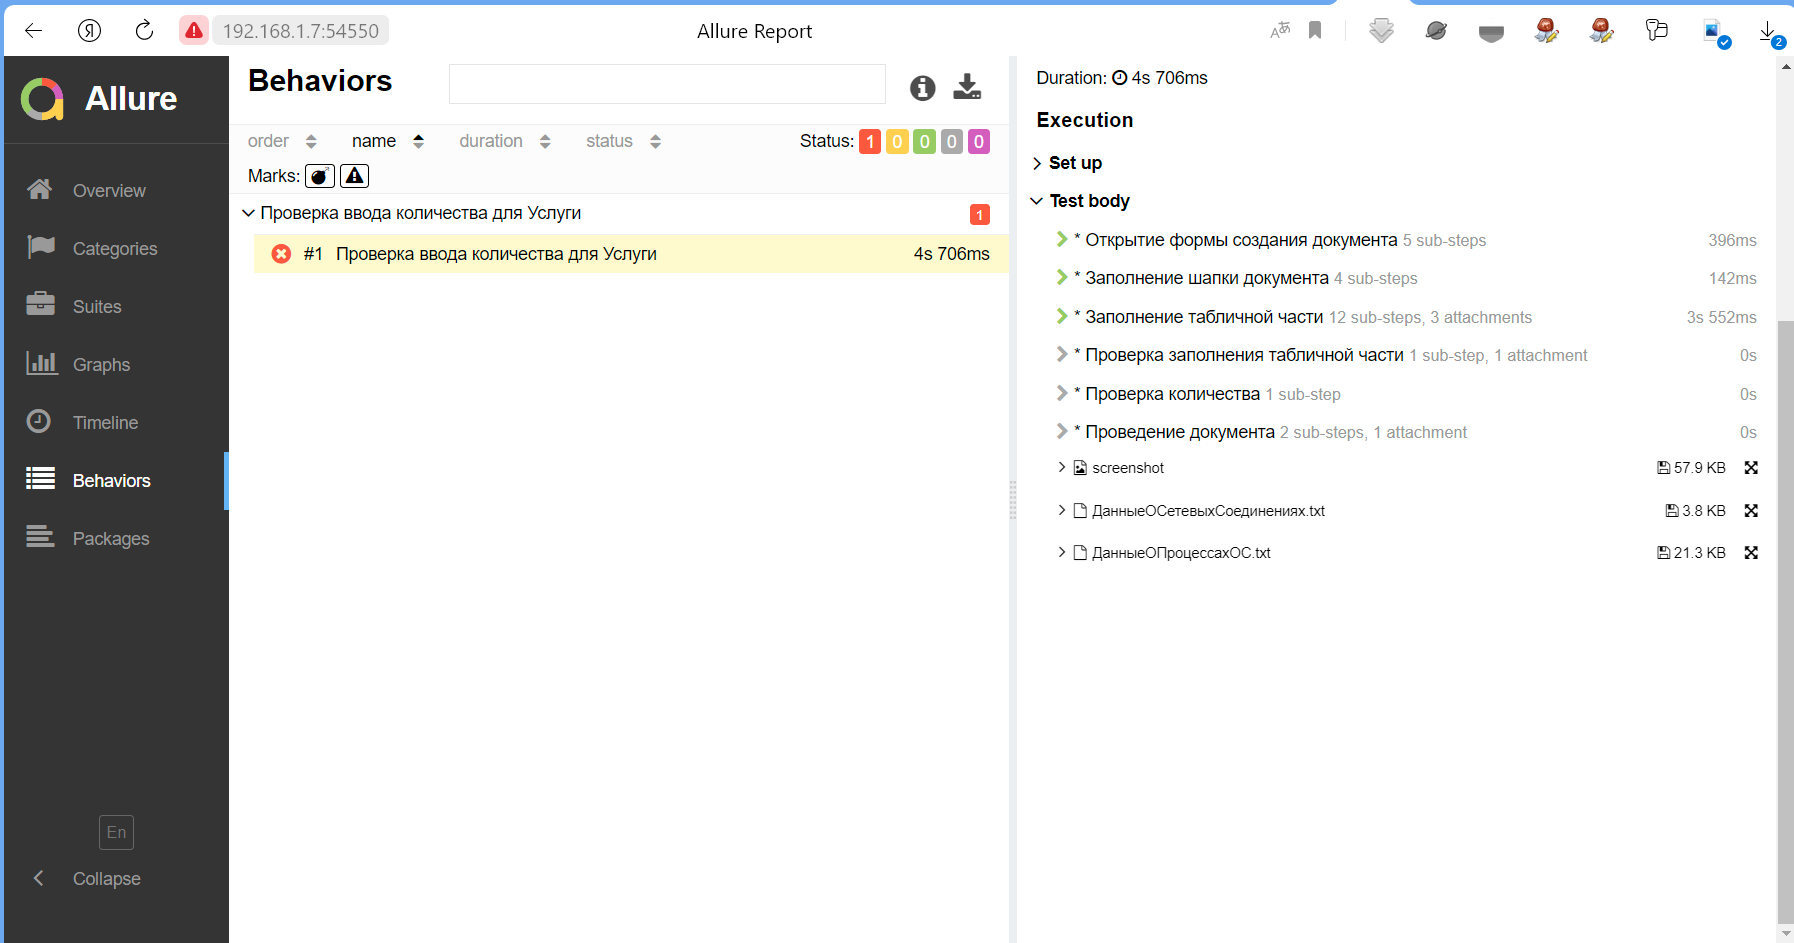 192.168.1.7:54550
Allure Report
2
Allure
Overview
Categories
Suites
Graphs
Timeline
Behaviors
Packages
En
Collapse
Behaviors
order name duration status Status: 1 0 0 0 0
Marks:
Проверка ввода количества для Услуги 1
#1 Проверка ввода количества для Услуги 4s 706ms
Duration: 4s 706ms
Execution
Set up
Test body
* Открытие формы создания документа 5 sub-steps 396ms
* Заполнение шапки документа 4 sub-steps 142ms
* Заполнение табличной части 12 sub-steps, 3 attachments 3s 552ms
* Проверка заполнения табличной части 1 sub-step, 1 attachment 0s
* Проверка количества 1 sub-step 0s
* Проведение документа 2 sub-steps, 1 attachment 0s
screenshot 57.9 KB
ДанныеОСетевыхСоединениях.txt 3.8 KB
ДанныеОПроцессахОС.txt 21.3 KB